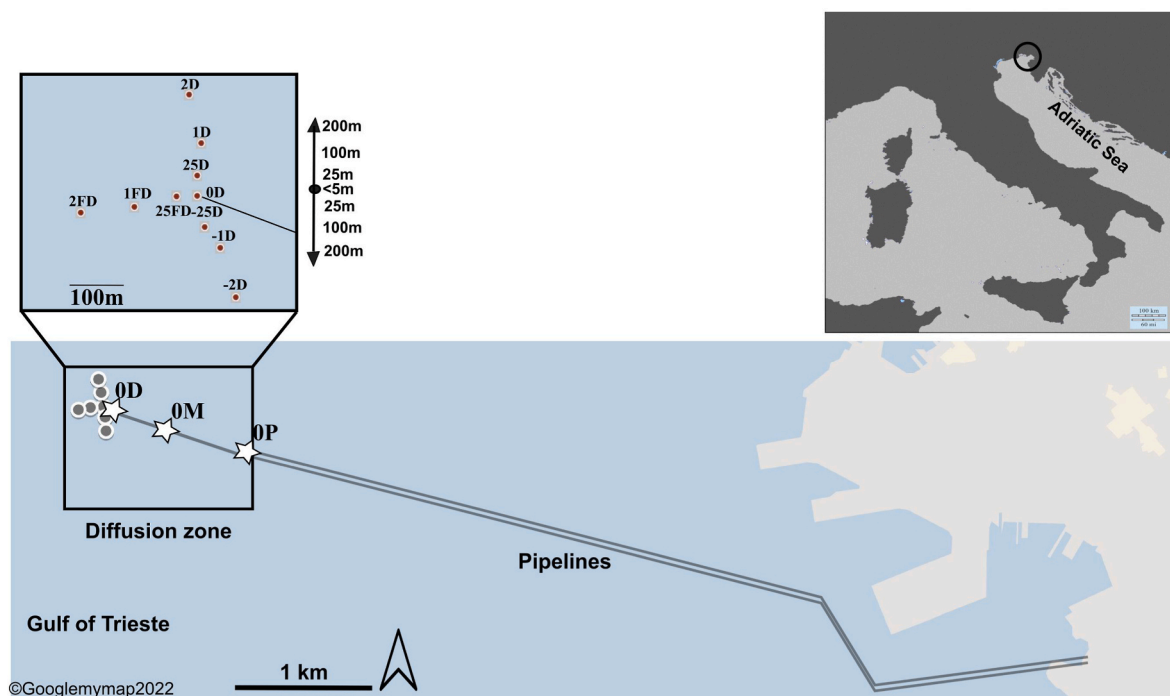 2D
1D
25D
0D
2FD
1FD
25FD
-25D
-1D
-2D
100m
200m
100m
25m
<5m
25m
100m
200m
Adriatic Sea
100 km
60 mi
0D
0M
0P
Diffusion zone
Pipelines
Gulf of Trieste
1 km
©Googlemymap2022